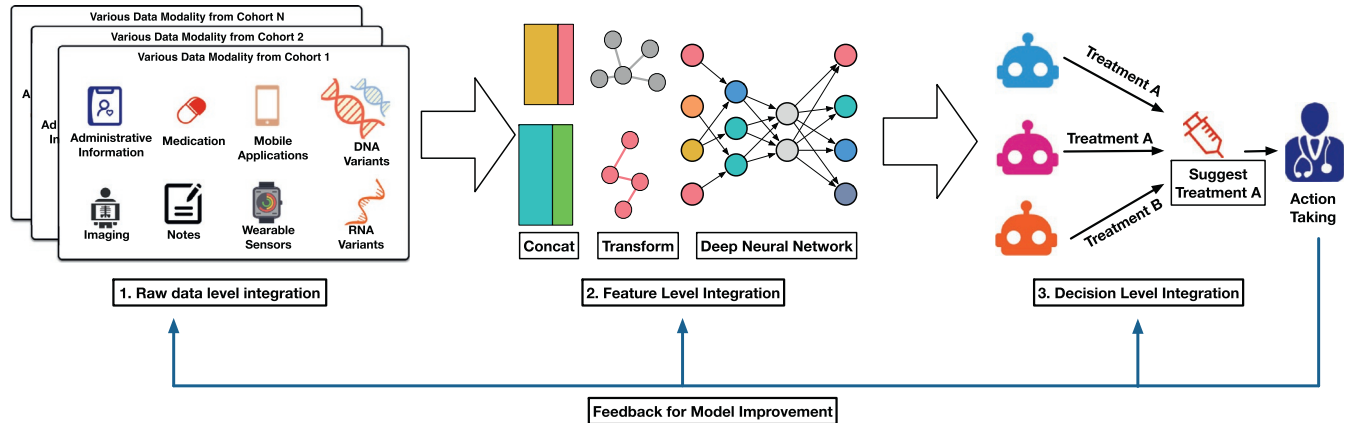 Various Data Modality from Cohort N
Various Data Modality from Cohort 2
Various Data Modality from Cohort 1
A
A
Ad
In
Administrative
Information
Medication
Mobile
Applications
DNA
Variants
Imaging
Notes
Wearable
Sensors
RNA
Variants
1. Raw data level integration
Concat
Transform
Deep Neural Network
2. Feature Level Integration
Treatment A
Treatment A
Treatment B
Suggest
Treatment A
Action
Taking
3. Decision Level Integration
Feedback for Model Improvement